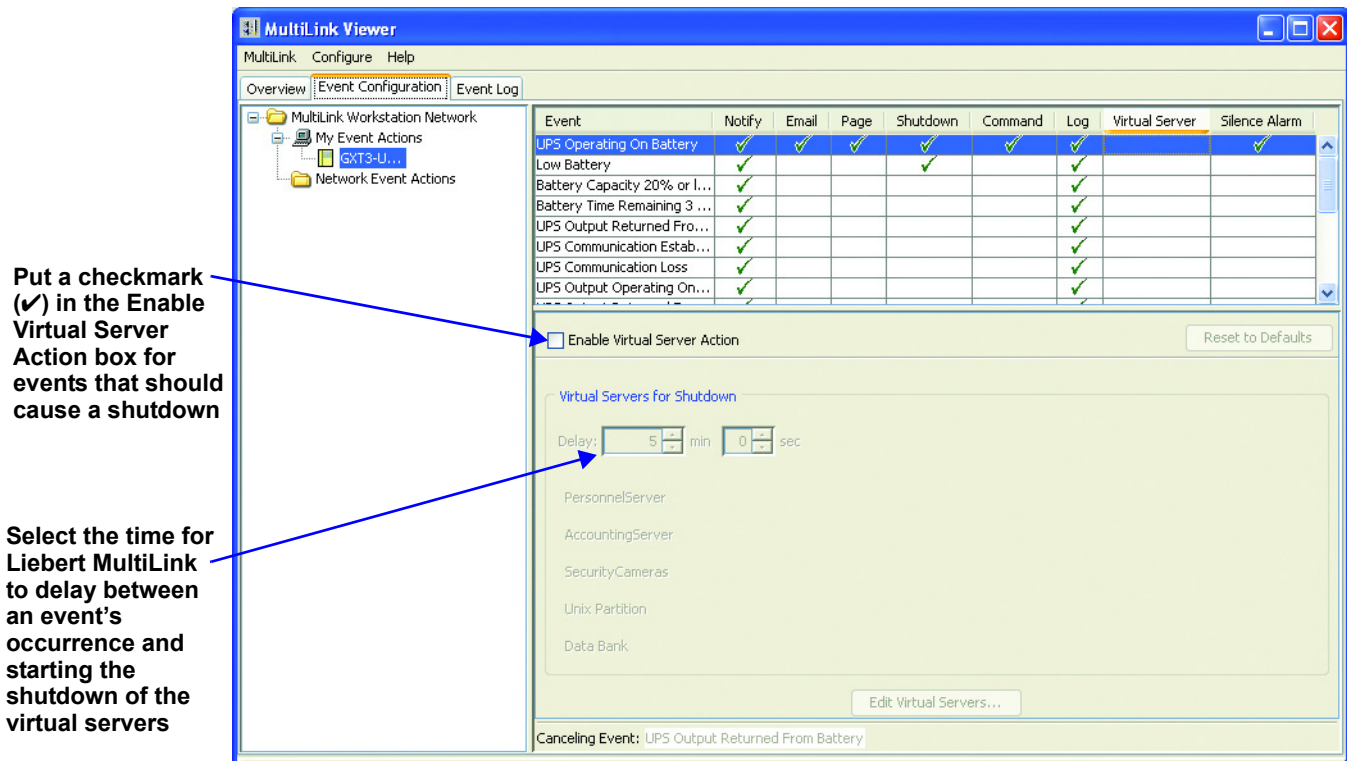 MultiLink Viewer
MultiLink Configure Help
Overview Event Configuration Event Log
MultiLink Workstation Network
My Event Actions
GXT3-U...
Network Event Actions
Event Notify Email Page Shutdown Command Log Virtual Server Silence Alarm
UPS Operating On Battery ✓ ✓ ✓ ✓ ✓ ✓ ✓
Low Battery ✓ ✓ ✓
Battery Capacity 20% or l... ✓ ✓
Battery Time Remaining 3 ... ✓ ✓
UPS Output Returned Fro... ✓ ✓
UPS Communication Estab... ✓ ✓
UPS Communication Loss ✓ ✓
UPS Output Operating On... ✓ ✓
Put a checkmark
(✔) in the Enable
Virtual Server
Action box for
events that should
cause a shutdown
Enable Virtual Server Action
Reset to Defaults
Virtual Servers for Shutdown
Delay: 5 min 0 sec
PersonnelServer
AccountingServer
SecurityCameras
Unix Partition
Data Bank
Select the time for
Liebert MultiLink
to delay between
an event's
occurrence and
starting the
shutdown of the
virtual servers
Edit Virtual Servers...
Canceling Event: UPS Output Returned From Battery